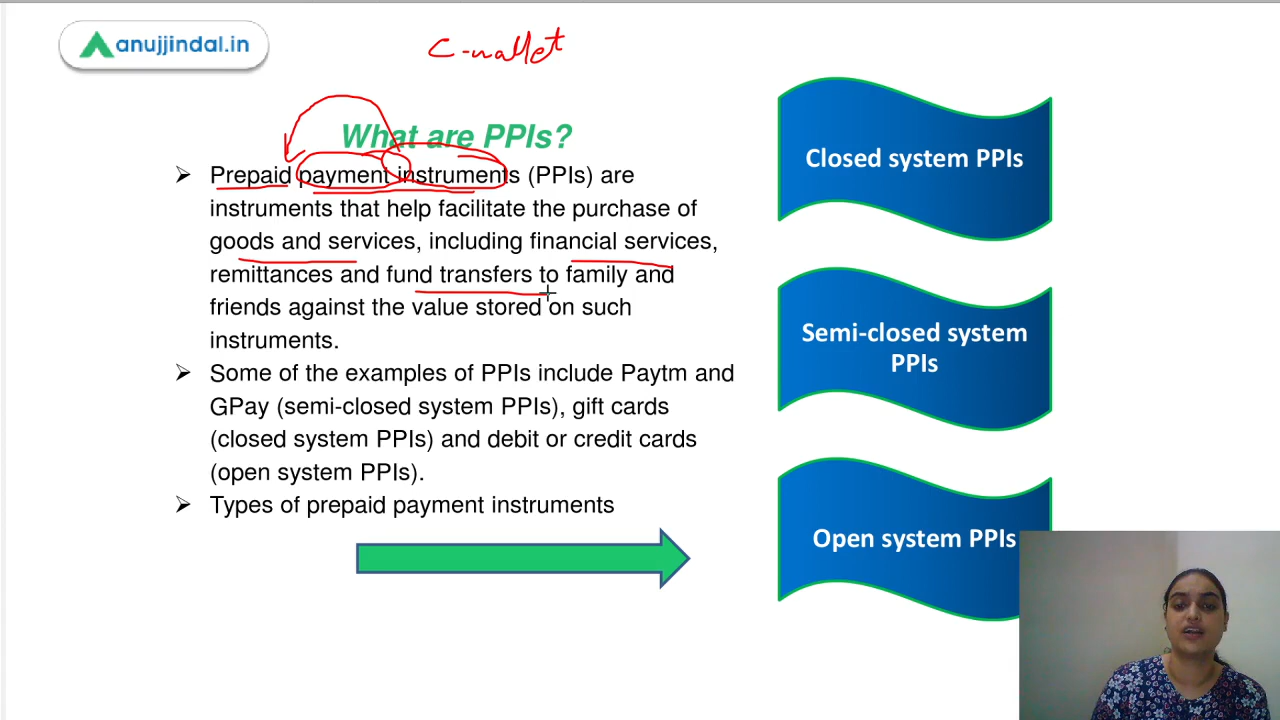 anujjindal.in
e-wallet
What are PPIs?
➢ Prepaid payment instruments (PPIs) are
instruments that help facilitate the purchase of
goods and services, including financial services,
remittances and fund transfers to family and
friends against the value stored on such
instruments.
➢ Some of the examples of PPIs include Paytm and
GPay (semi-closed system PPIs), gift cards
(closed system PPIs) and debit or credit cards
(open system PPIs).
➢ Types of prepaid payment instruments
Closed system PPIs
Semi-closed system
PPIs
Open system PPIs